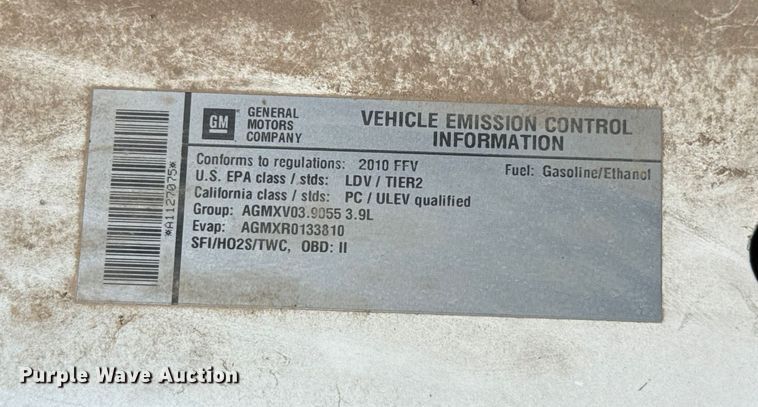 GM
GENERAL
MOTORS
COMPANY
VEHICLE EMISSION CONTROL
INFORMATION
Conforms to regulations: 2010 FFV
Fuel: Gasoline/Ethanol
U.S. EPA class / stds: LDV / TIER2
California class / stds: PC / ULEV qualified
Group: AGMXV03.9055 3.9L
Evap: AGMXR0133810
SFI/HO2S/TWC, OBD: II
*A1127075*
Purple Wave Auction